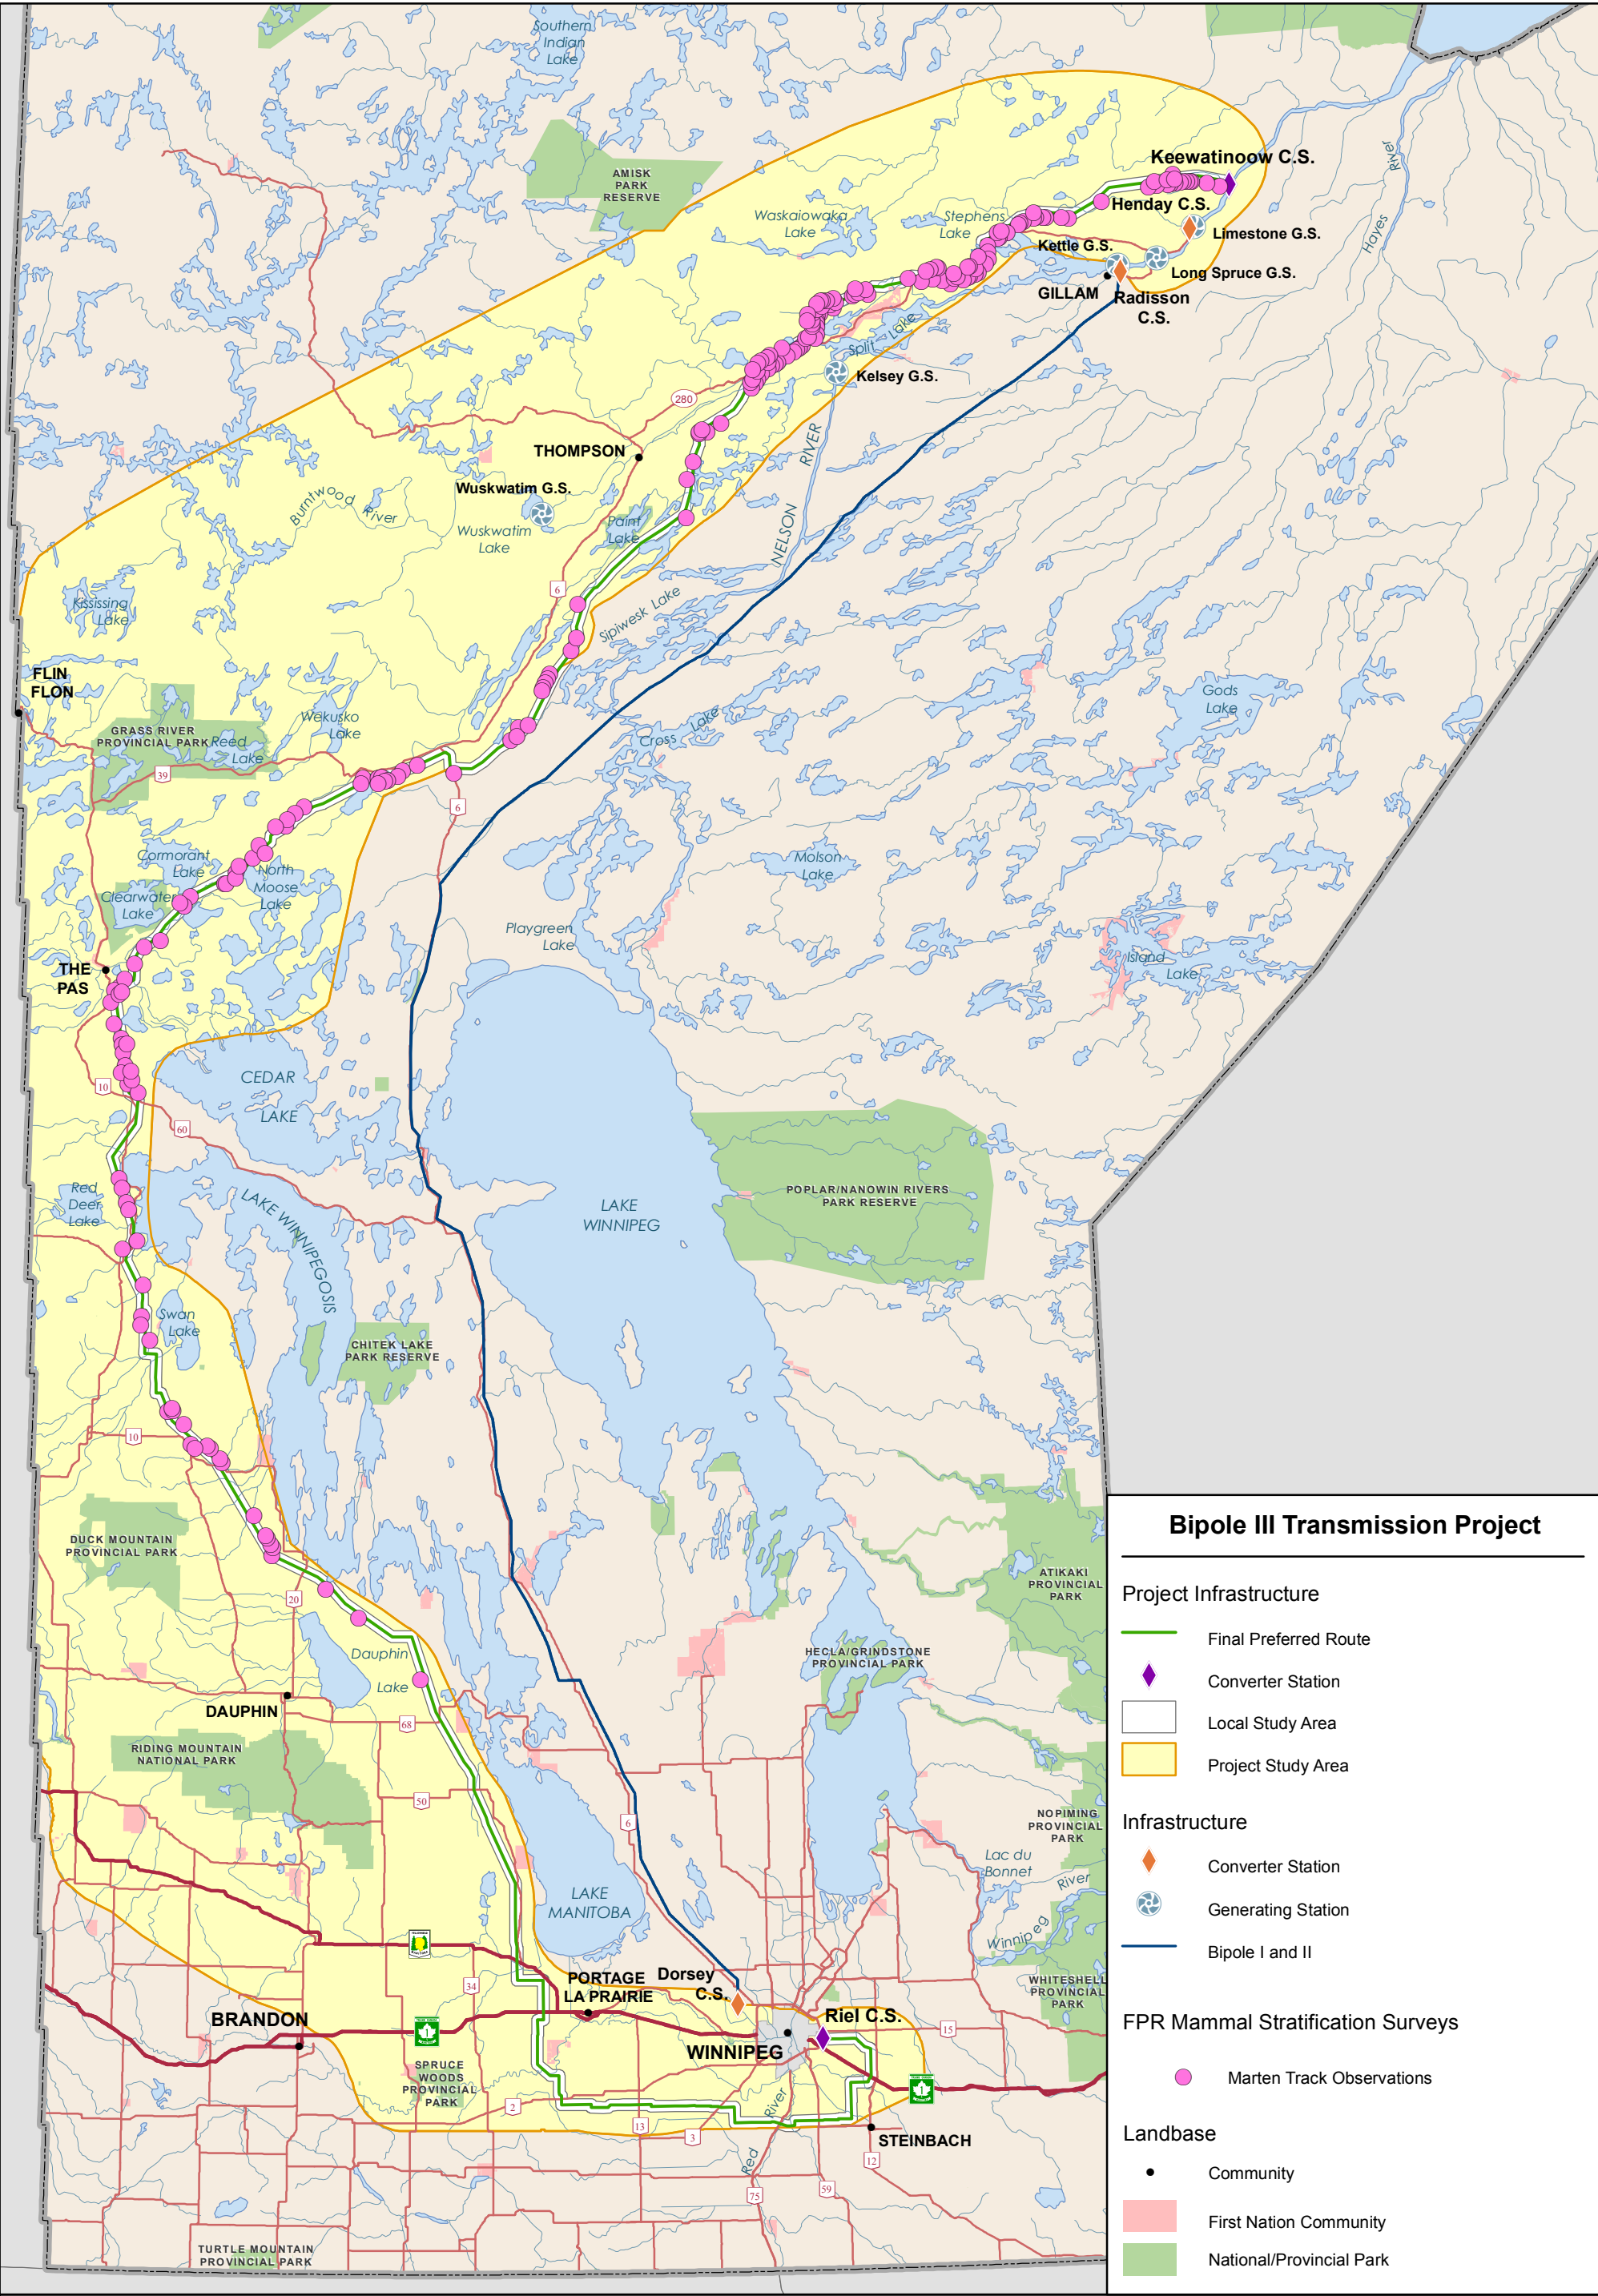 Southern
Indian
Lake
AMISK
PARK
RESERVE
Waskaiowaka
Lake
Stephens
Lake
Keewatinoow C.S.
Henday C.S.
Limestone G.S.
Kettle G.S.
Long Spruce G.S.
GILLAM
Radisson
C.S.
Hayes
River
Split Lake
Kelsey G.S.
280
THOMPSON
Wuskwatim G.S.
Burntwood
River
Wuskwatim
Lake
Paint
Lake
NELSON
RIVER
6
Sipiwesk Lake
Kississing
Lake
FLIN
FLON
GRASS RIVER
PROVINCIAL PARK
Reed
Lake
Wekusko
Lake
39
Cross Lake
Gods
Lake
6
Cormorant
Lake
North
Moose
Lake
Clearwater
Lake
Molson
Lake
Playgreen
Lake
Island
Lake
THE
PAS
CEDAR
LAKE
10
60
Red
Deer
Lake
LAKE WINNIPEGOSIS
LAKE
WINNIPEG
POPLAR/NANOWIN RIVERS
PARK RESERVE
Swan
Lake
CHITEK LAKE
PARK RESERVE
10
DUCK MOUNTAIN
PROVINCIAL PARK
20
ATIKAKI
PROVINCIAL
PARK
Dauphin
Lake
HECLA/GRINDSTONE
PROVINCIAL PARK
DAUPHIN
68
RIDING MOUNTAIN
NATIONAL PARK
50
6
NOPIMING
PROVINCIAL
PARK
Lac du
Bonnet
Winnipeg
River
LAKE
MANITOBA
34
PORTAGE
LA PRAIRIE
Dorsey
C.S.
WHITESHELL
PROVINCIAL
PARK
BRANDON
1
Riel C.S.
15
WINNIPEG
SPRUCE
WOODS
PROVINCIAL
PARK
1
2
13
3
Red
River
STEINBACH
12
75
59
TURTLE MOUNTAIN
PROVINCIAL PARK
Bipole III Transmission Project
Project Infrastructure
Final Preferred Route
Converter Station
Local Study Area
Project Study Area
Infrastructure
Converter Station
Generating Station
Bipole I and II
FPR Mammal Stratification Surveys
Marten Track Observations
Landbase
Community
First Nation Community
National/Provincial Park